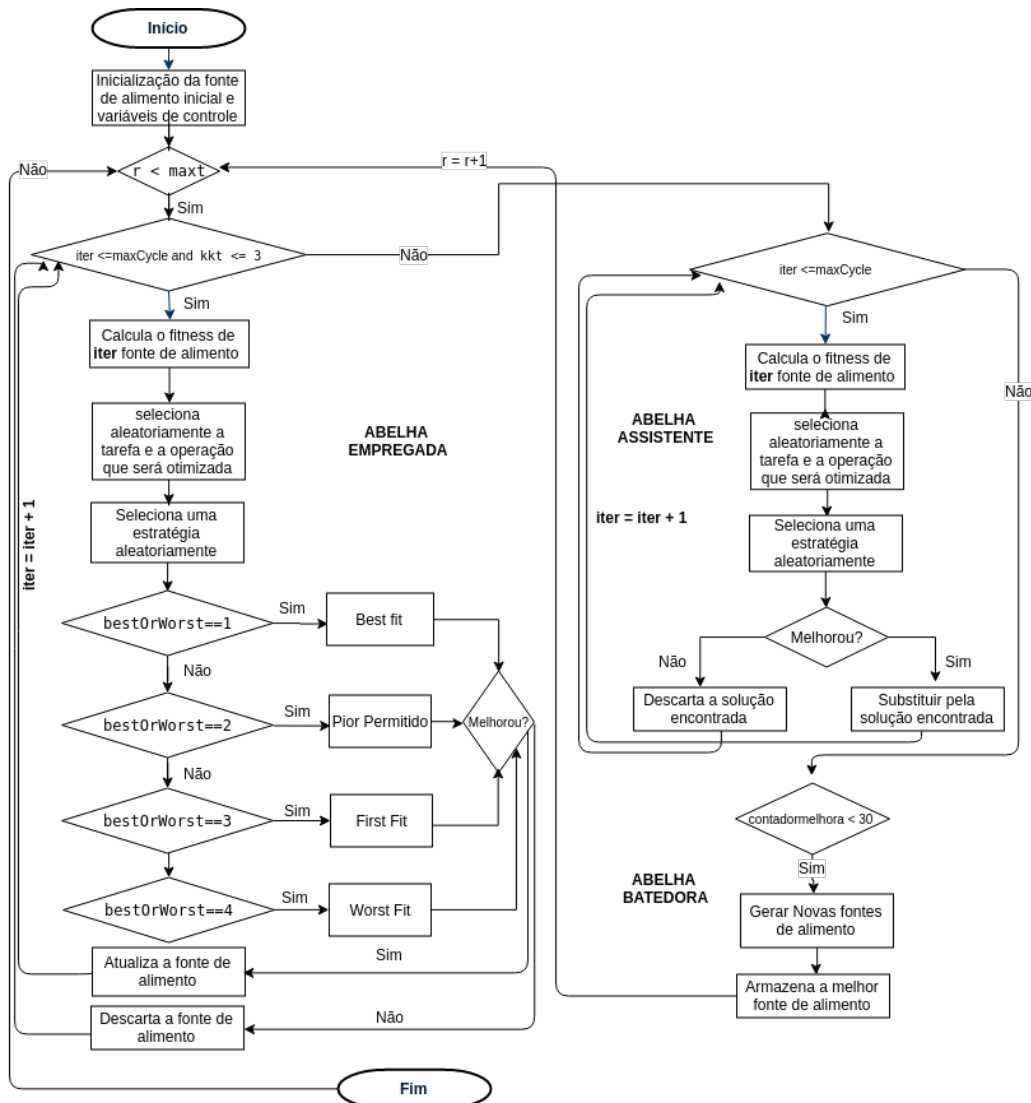 Início
Inicialização da fonte
de alimento inicial e
variáveis de controle
Não
r < maxt
r = r+1
Sim
iter <=maxCycle and kkt <= 3
Não
Sim
Calcula o fitness de
iter fonte de alimento
seleciona
aleatoriamente a
tarefa e a operação
que será otimizada
ABELHA
EMPREGADA
Seleciona uma
estratégia
aleatoriamente
iter = iter + 1
bestOrWorst==1
Sim
Best fit
Não
bestOrWorst==2
Sim
Pior Permitido
Melhorou?
Não
bestOrWorst==3
Sim
First Fit
bestOrWorst==4
Sim
Worst Fit
Sim
Atualiza a fonte de
alimento
Não
Descarta a fonte de
alimento
Fim
iter <=maxCycle
Sim
Não
Calcula o fitness de
iter fonte de alimento
ABELHA
ASSISTENTE
seleciona
aleatoriamente a
tarefa e a operação
que será otimizada
iter = iter + 1
Seleciona uma
estratégia
aleatoriamente
Melhorou?
Não
Sim
Descarta a solução
encontrada
Substituir pela
solução encontrada
contadormelhora < 30
Sim
ABELHA
BATEDORA
Gerar Novas fontes
de alimento
Armazena a melhor
fonte de alimento